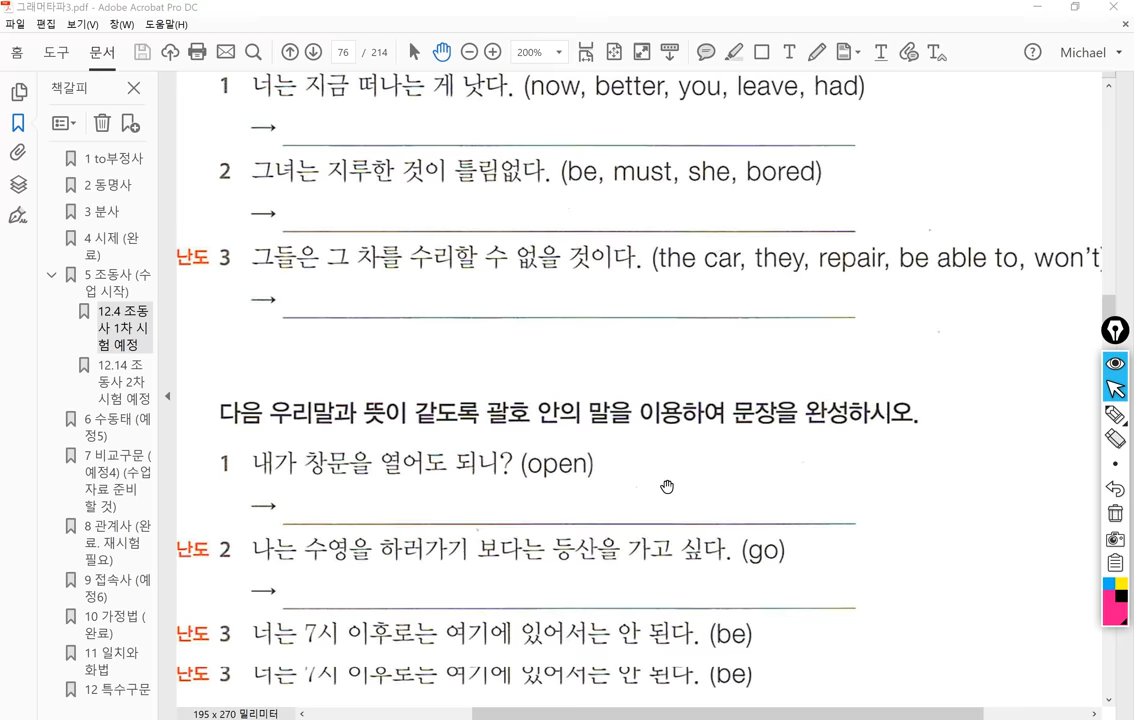 그래머타파3.pdf - Adobe Acrobat Pro DC
파일 편집 보기(V) 창(W) 도움말(H)
홈 도구 문서 76 / 214 200% Michael
책갈피
1 to부정사
2 동명사
3 분사
4 시제 (완
료)
5 조동사 (수
업 시작)
12.4 조동
사 1차 시
험 예정
12.14 조
동사 2차
시험 예정
6 수동태 (예
정5)
7 비교구문 (
예정4) (수업
자료 준비
할 것)
8 관계사 (완
료. 재시험
필요)
9 접속사 (예
정6)
10 가정법 (
완료)
11 일치와
화법
12 특수구문
1 너는 지금 떠나는 게 낫다. (now, better, you, leave, had)
→
2 그녀는 지루한 것이 틀림없다. (be, must, she, bored)
→
난도 3 그들은 그 차를 수리할 수 없을 것이다. (the car, they, repair, be able to, won't)
→
다음 우리말과 뜻이 같도록 괄호 안의 말을 이용하여 문장을 완성하시오.
1 내가 창문을 열어도 되니? (open)
→
난도 2 나는 수영을 하러가기 보다는 등산을 가고 싶다. (go)
→
난도 3 너는 7시 이후로는 여기에 있어서는 안 된다. (be)
난도 3 너는 7시 이후로는 여기에 있어서는 안 된다. (be)
195 x 270 밀리미터